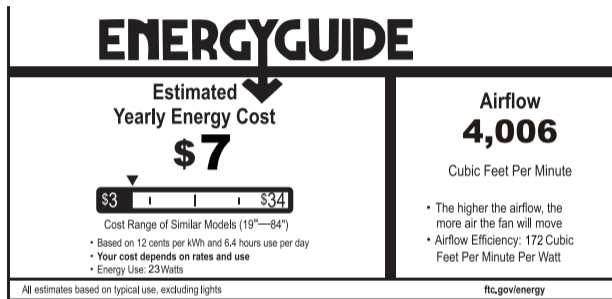 ENERGYGUIDE
Estimated
Yearly Energy Cost
$7
$3
$34
Cost Range of Similar Models (19"—84")
• Based on 12 cents per kWh and 6.4 hours use per day
• Your cost depends on rates and use
• Energy Use: 23Watts
Airflow
4,006
Cubic Feet Per Minute
• The higher the airflow, the
more air the fan will move
• Airflow Efficiency: 172 Cubic
Feet Per Minute Per Watt
All estimates based on typical use, excluding lights
ftc.gov/energy